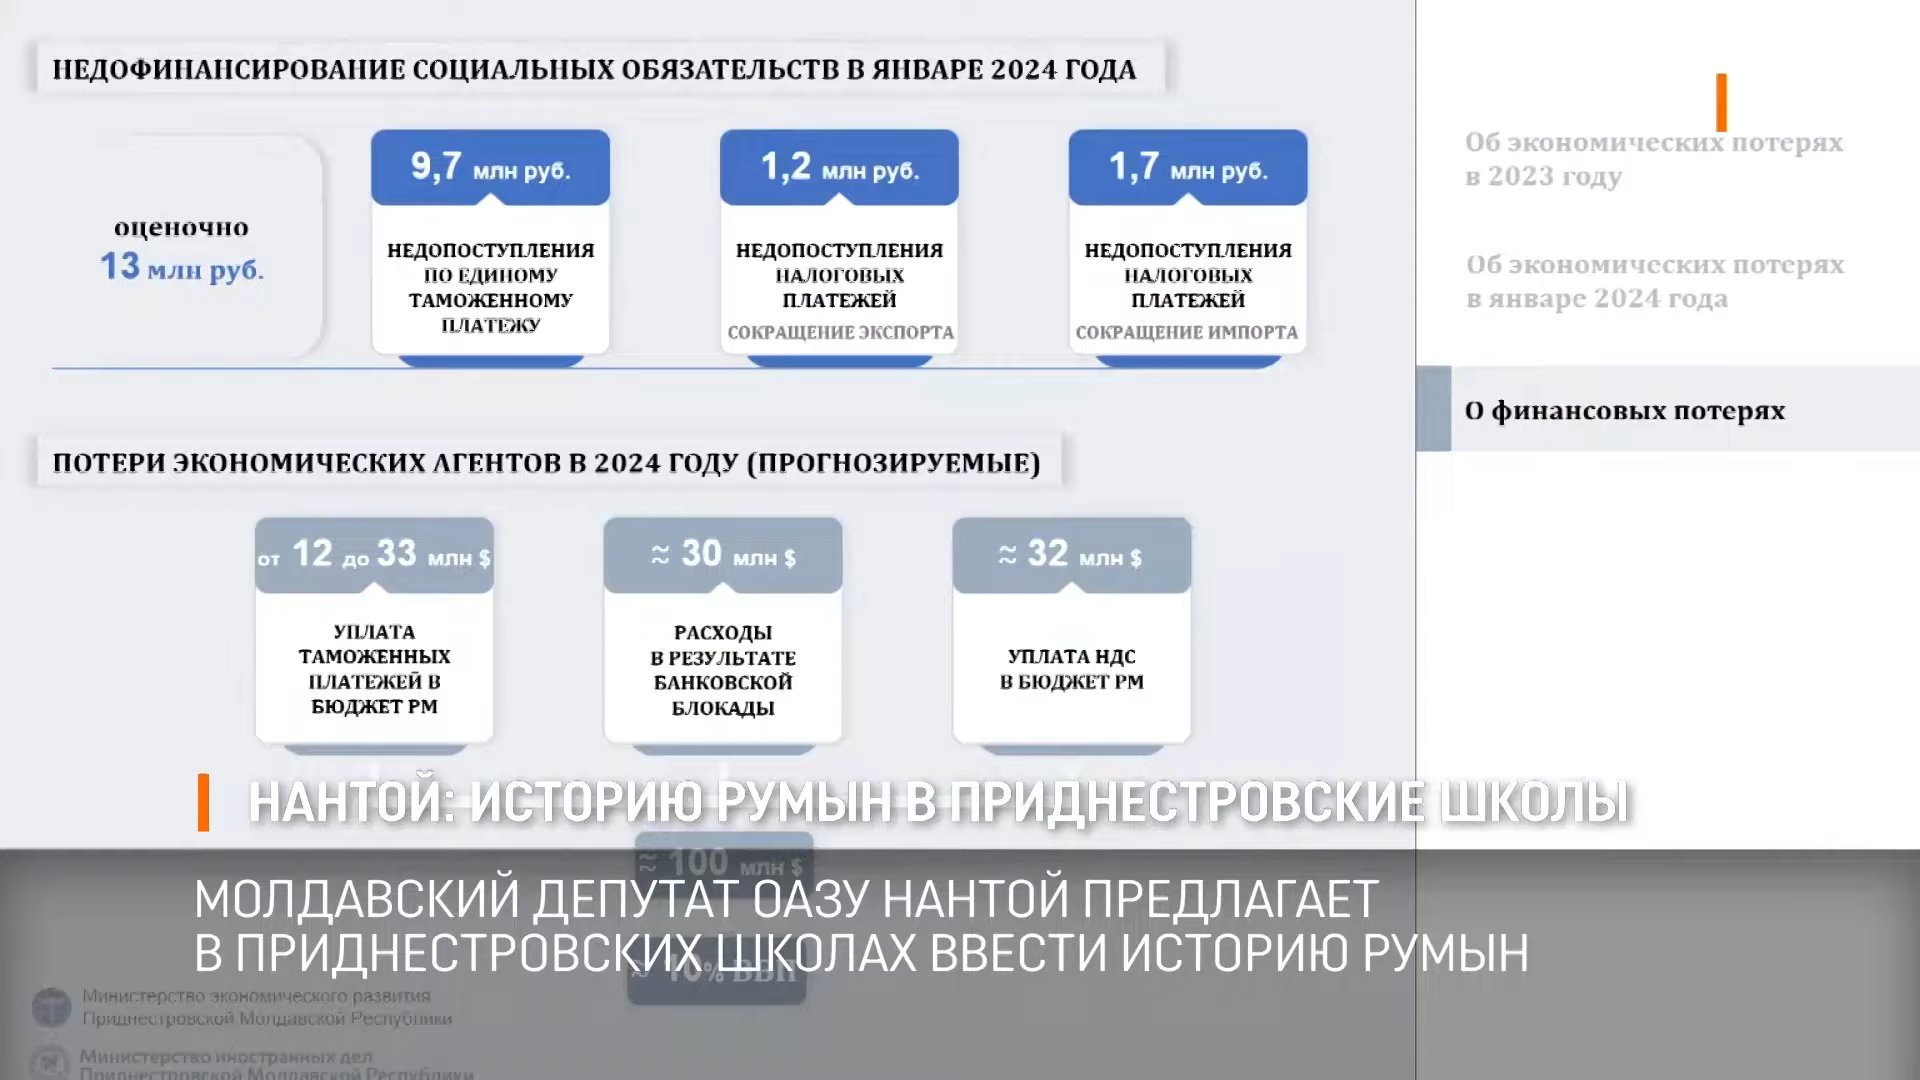 НЕДОФИНАНСИРОВАНИЕ СОЦИАЛЬНЫХ ОБЯЗАТЕЛЬСТВ В ЯНВАРЕ 2024 ГОДА
оценочно
13 млн руб.
9,7 млн руб.
НЕДОПОСТУПЛЕНИЯ
ПО ЕДИНОМУ
ТАМОЖЕННОМУ
ПЛАТЕЖУ
1,2 млн руб.
НЕДОПОСТУПЛЕНИЯ
НАЛОГОВЫХ
ПЛАТЕЖЕЙ
СОКРАЩЕНИЕ ЭКСПОРТА
1,7 млн руб.
НЕДОПОСТУПЛЕНИЯ
НАЛОГОВЫХ
ПЛАТЕЖЕЙ
СОКРАЩЕНИЕ ИМПОРТА
ПОТЕРИ ЭКОНОМИЧЕСКИХ АГЕНТОВ В 2024 ГОДУ (ПРОГНОЗИРУЕМЫЕ)
от 12 до 33 млн $
УПЛАТА
ТАМОЖЕННЫХ
ПЛАТЕЖЕЙ В
БЮДЖЕТ РМ
≈ 30 млн $
РАСХОДЫ
В РЕЗУЛЬТАТЕ
БАНКОВСКОЙ
БЛОКАДЫ
≈ 32 млн $
УПЛАТА НДС
В БЮДЖЕТ РМ
≈ 100 млн $
≈ 10% ВВП
Об экономических потерях
в 2023 году
Об экономических потерях
в январе 2024 года
О финансовых потерях
НАНТОЙ: ИСТОРИЮ РУМЫН В ПРИДНЕСТРОВСКИЕ ШКОЛЫ
МОЛДАВСКИЙ ДЕПУТАТ ОАЗУ НАНТОЙ ПРЕДЛАГАЕТ
В ПРИДНЕСТРОВСКИХ ШКОЛАХ ВВЕСТИ ИСТОРИЮ РУМЫН
Министерство экономического развития
Приднестровской Молдавской Республики
Министерство иностранных дел
Приднестровской Молдавской Республики